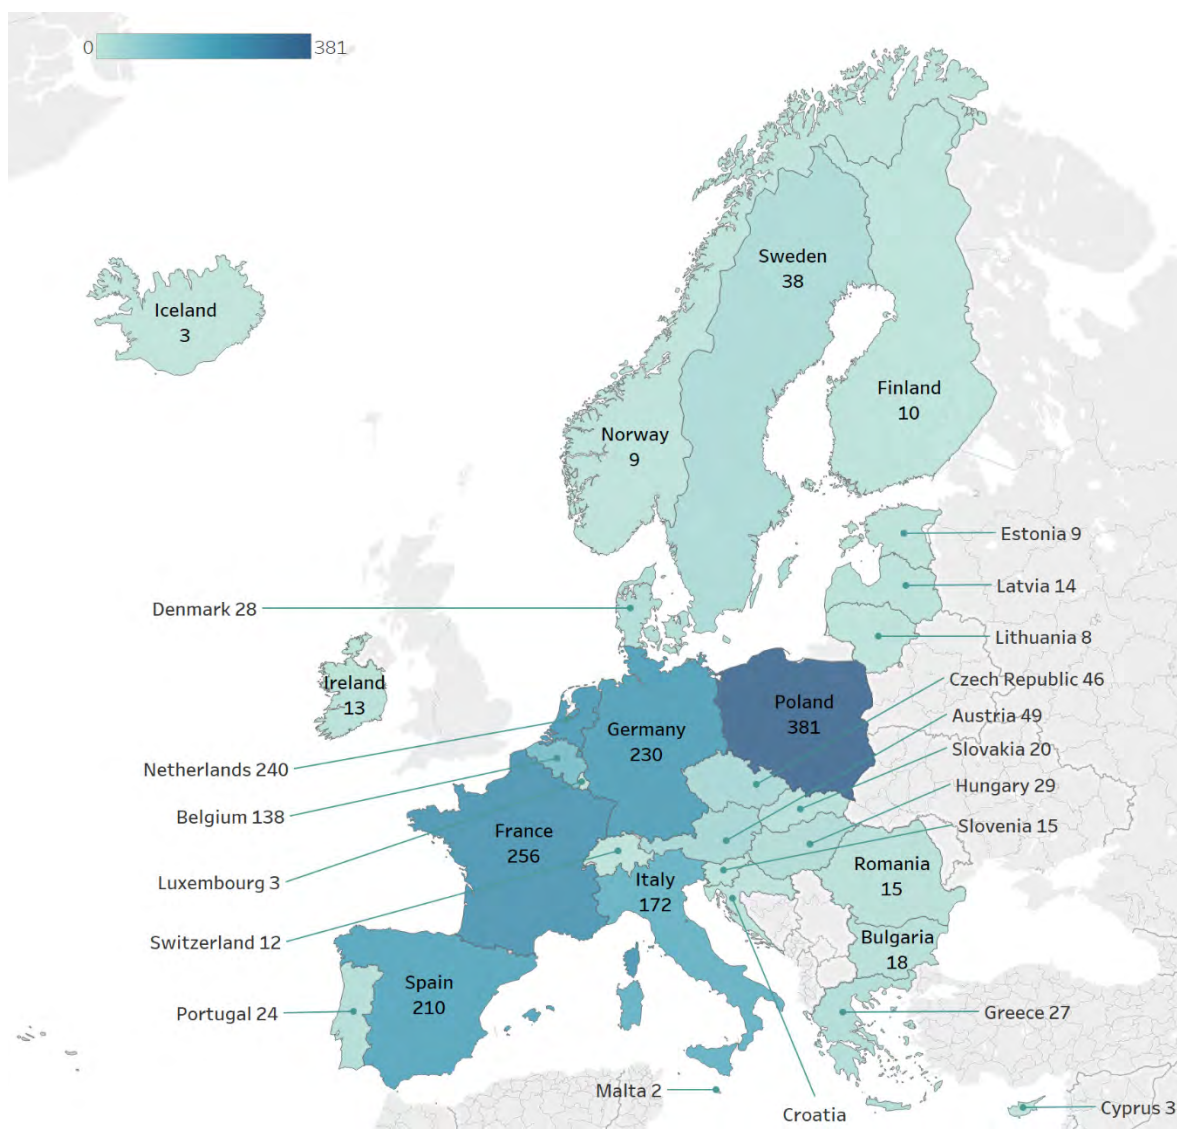 0 381
Iceland
3
Sweden
38
Finland
10
Norway
9
Estonia 9
Latvia 14
Denmark 28
Lithuania 8
Czech Republic 46
Ireland
13
Poland
381
Austria 49
Germany
230
Slovakia 20
Netherlands 240
Hungary 29
Belgium 138
Slovenia 15
France
256
Romania
15
Luxembourg 3
Italy
172
Switzerland 12
Bulgaria
18
Spain
210
Portugal 24
Greece 27
Malta 2
Croatia
Cyprus 3